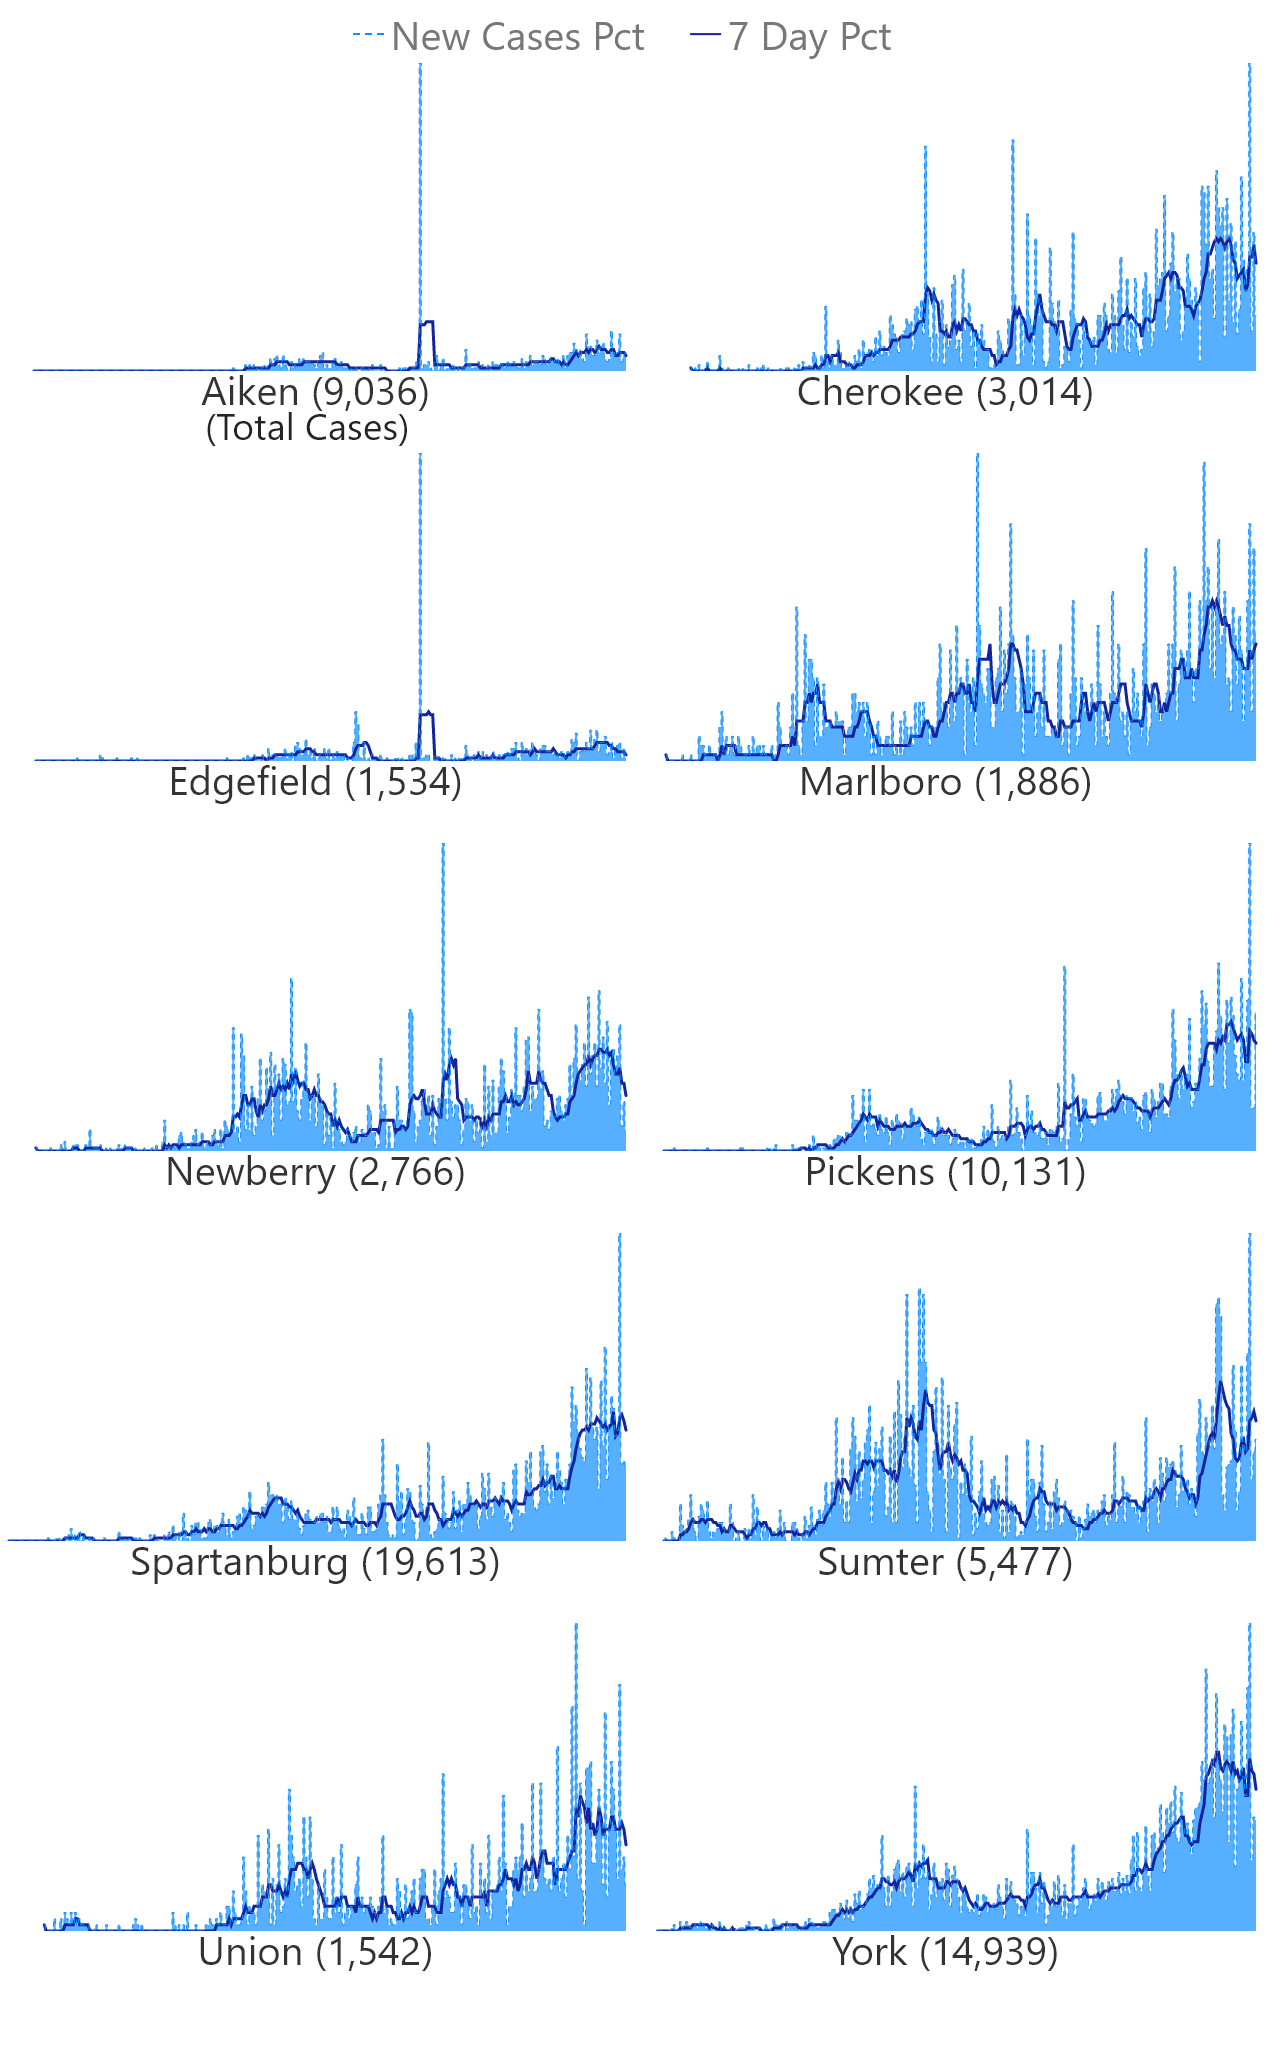 New Cases Pct 7 Day Pct
Aiken (9,036)
(Total Cases)
Cherokee (3,014)
Edgefield (1,534)
Marlboro (1,886)
Newberry (2,766)
Pickens (10,131)
Spartanburg (19,613)
Sumter (5,477)
Union (1,542)
York (14,939)